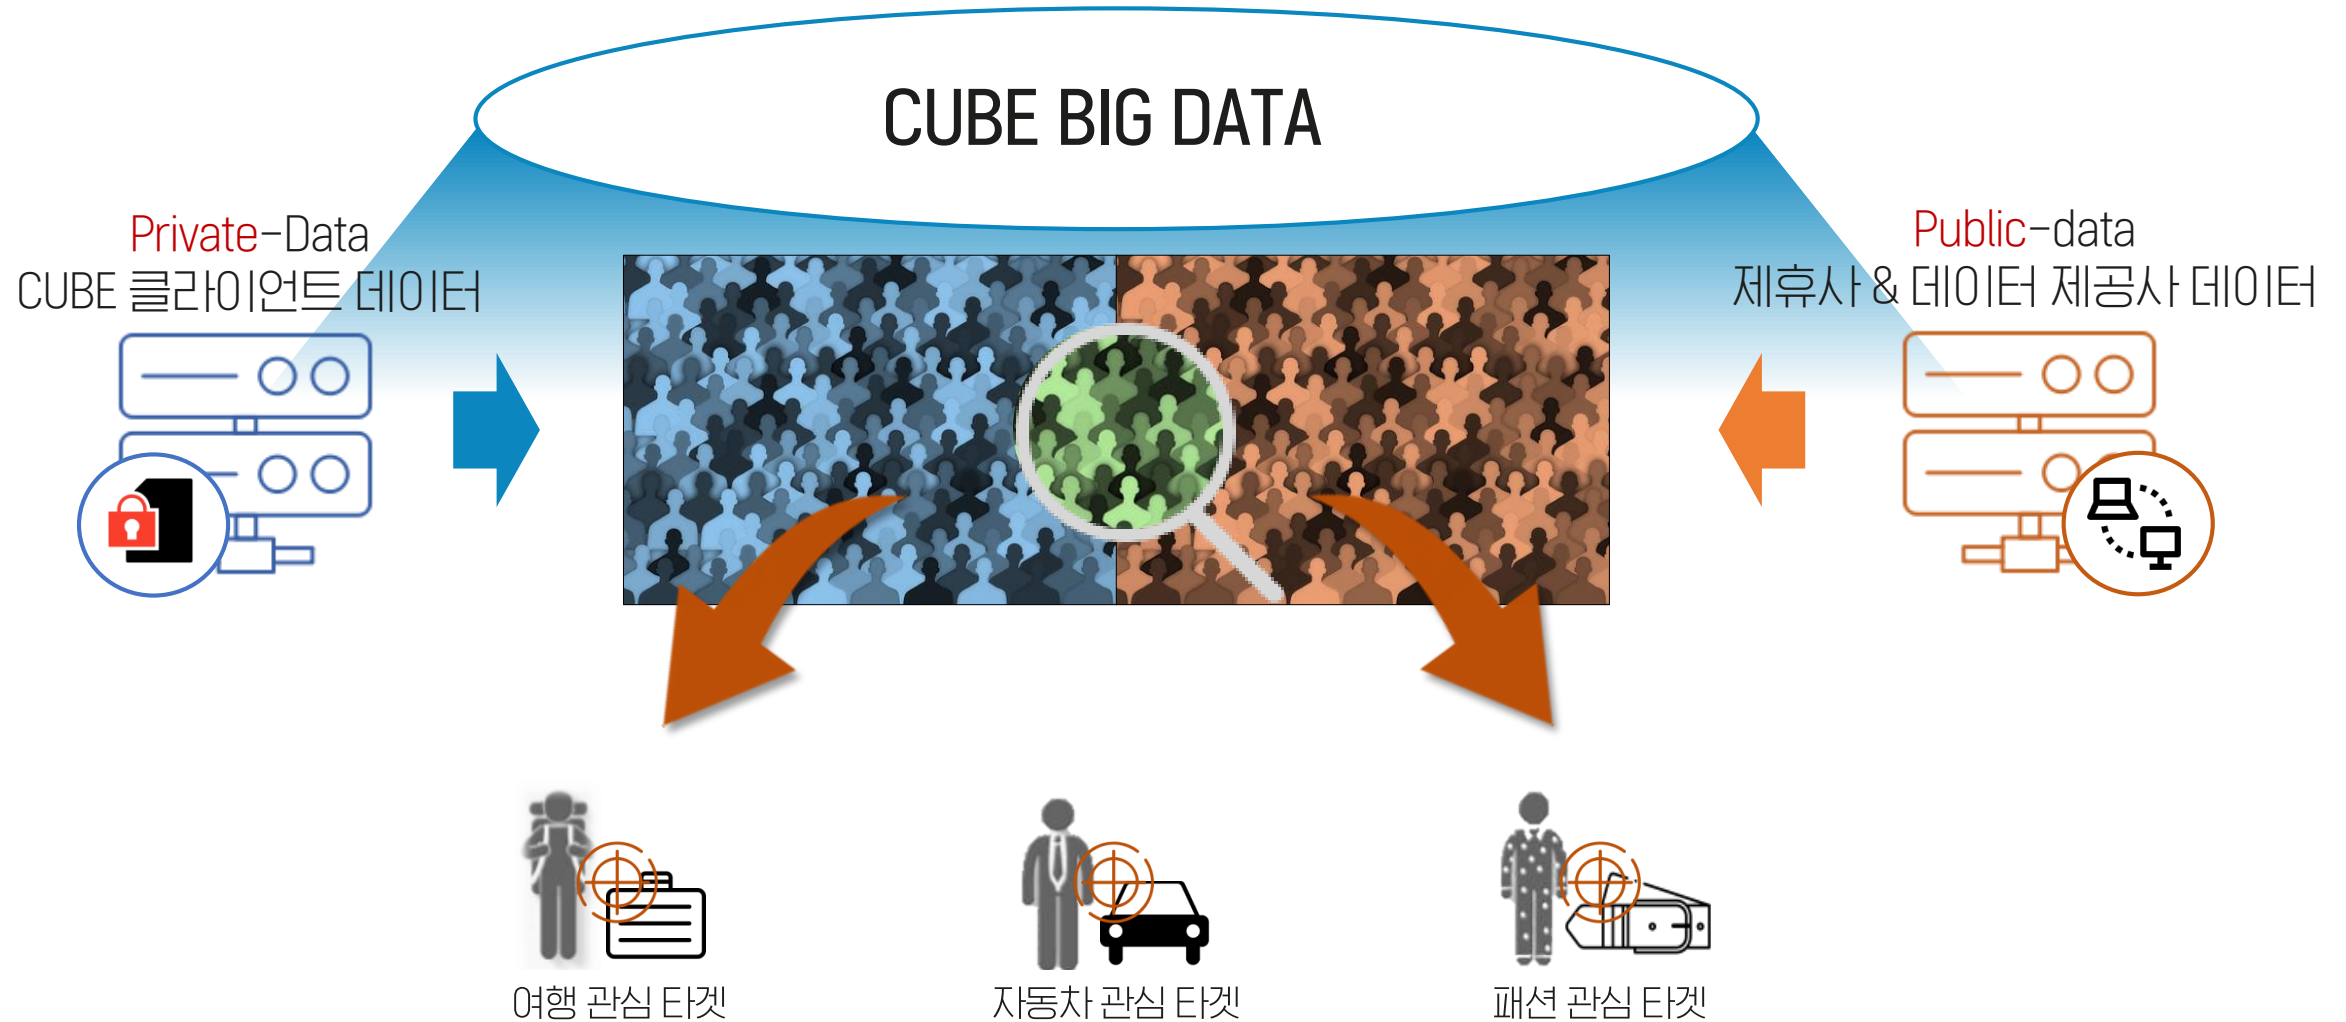 CUBE BIG DATA
Private-Data
CUBE 클라이언트 데이터
Public-data
제휴사 & 데이터 제공사 데이터
여행 관심 타겟
자동차 관심 타겟
패션 관심 타겟